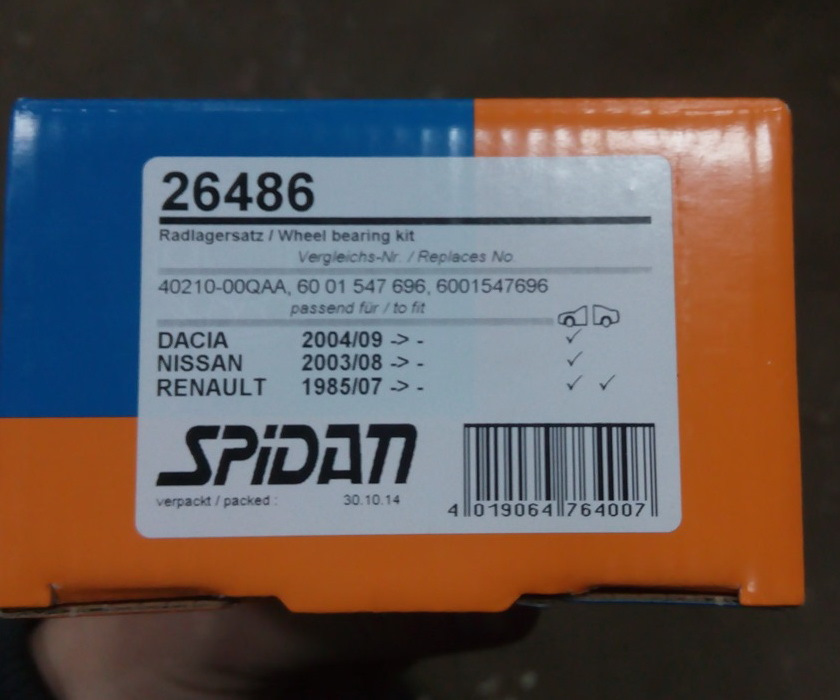 26486
Radlagersatz / Wheel bearing kit
Vergleichs-Nr. / Replaces No.
40210-00QAA, 60 01 547 696, 6001547696
passend für / to fit
DACIA 2004/09 -> - ✓
NISSAN 2003/08 -> - ✓
RENAULT 1985/07 -> - ✓ ✓
SPiDAN
verpackt / packed : 30.10.14
4 019064 764007